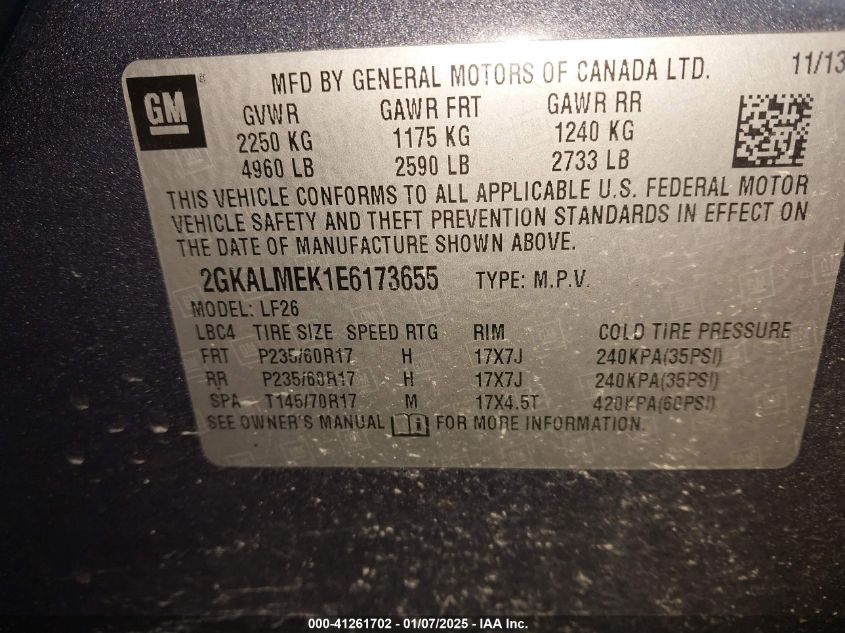 MFD BY GENERAL MOTORS OF CANADA LTD. 11/13
GM ®
GVWR GAWR FRT GAWR RR
2250 KG 1175 KG 1240 KG
4960 LB 2590 LB 2733 LB
THIS VEHICLE CONFORMS TO ALL APPLICABLE U.S. FEDERAL MOTOR
VEHICLE SAFETY AND THEFT PREVENTION STANDARDS IN EFFECT ON
THE DATE OF MANUFACTURE SHOWN ABOVE.
2GKALMEK1E6173655 TYPE: M.P.V.
MODEL: LF26
LBC4 TIRE SIZE SPEED RTG RIM COLD TIRE PRESSURE
FRT P235/60R17 H 17X7J 240KPA(35PSI)
RR P235/60R17 H 17X7J 240KPA(35PSI)
SPA T145/70R17 M 17X4.5T 420KPA(60PSI)
SEE OWNER'S MANUAL FOR MORE INFORMATION.
000-41261702 - 01/07/2025 - IAA Inc.